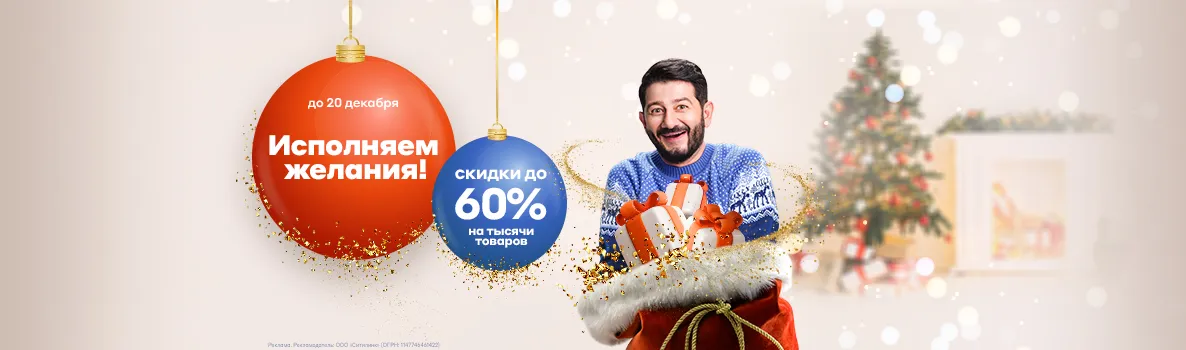 до 20 декабря
Исполняем
желания!
скидки до
60%
на тысячи
товаров
Реклама. Рекламодатель ООО «Ситилинк» (ОГРН: 1147746461422)